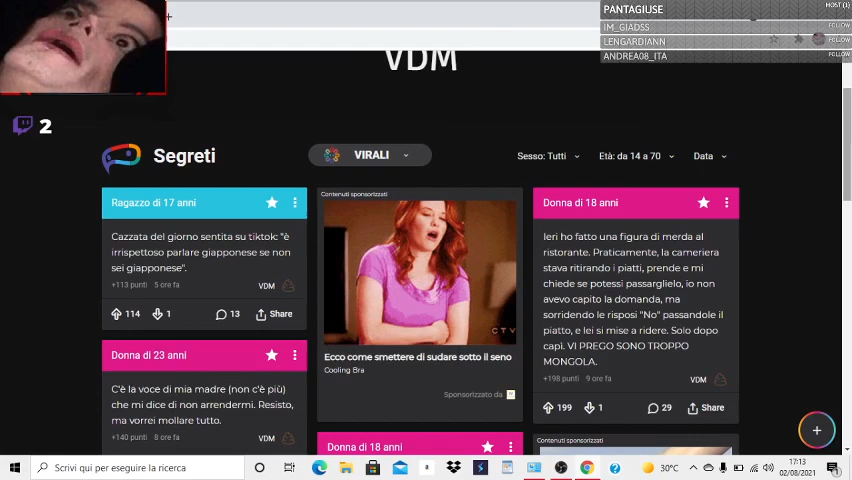 HOST (1)
PANTAGIUSE
IM_GIADSS
FOLLOW
LENGARDIANN
FOLLOW
ANDREA08_ITA
FOLLOW
VDM
2
Segreti
VIRALI
Sesso: Tutti
Età: da 14 a 70
Data
Ragazzo di 17 anni
Cazzata del giorno sentita su tiktok: "è
irrispettoso parlare giapponese se non
sei giapponese".
+113 punti
5 ore fa
VDM
114
1
13
Share
Donna di 23 anni
C'è la voce di mia madre (non c'è più)
che mi dice di non arrendermi. Resisto,
ma vorrei mollare tutto.
+140 punti
8 ore fa
VDM
Contenuti sponsorizzati
CTV
Ecco come smettere di sudare sotto il seno
Cooling Bra
Sponsorizzato da
Donna di 18 anni
Donna di 18 anni
Ieri ho fatto una figura di merda al
ristorante. Praticamente, la cameriera
stava ritirando i piatti, prende e mi
chiede se potessi passarglielo, io non
avevo capito la domanda, ma
sorridendo le risposi "No" passandole il
piatto, e lei si mise a ridere. Solo dopo
capì. VI PREGO SONO TROPPO
MONGOLA.
+198 punti
9 ore fa
VDM
199
1
29
Share
Contenuti sponsorizzati
Scrivi qui per eseguire la ricerca
30°C
17:13
02/08/2021